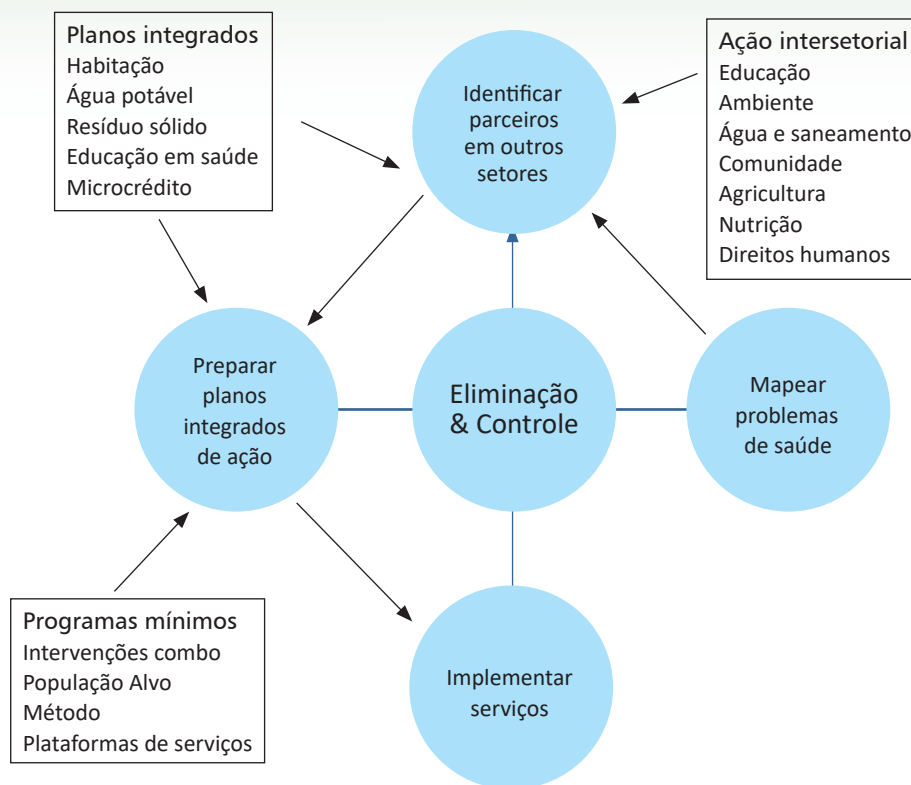 Planos integrados
Habitação
Água potável
Resíduo sólido
Educação em saúde
Microcrédito
Identificar
parceiros
em outros
setores
Ação intersetorial
Educação
Ambiente
Água e saneamento
Comunidade
Agricultura
Nutrição
Direitos humanos
Preparar
planos
integrados
de ação
Eliminação
& Controle
Mapear
problemas
de saúde
Programas mínimos
Intervenções combo
População Alvo
Método
Plataformas de serviços
Implementar
serviços